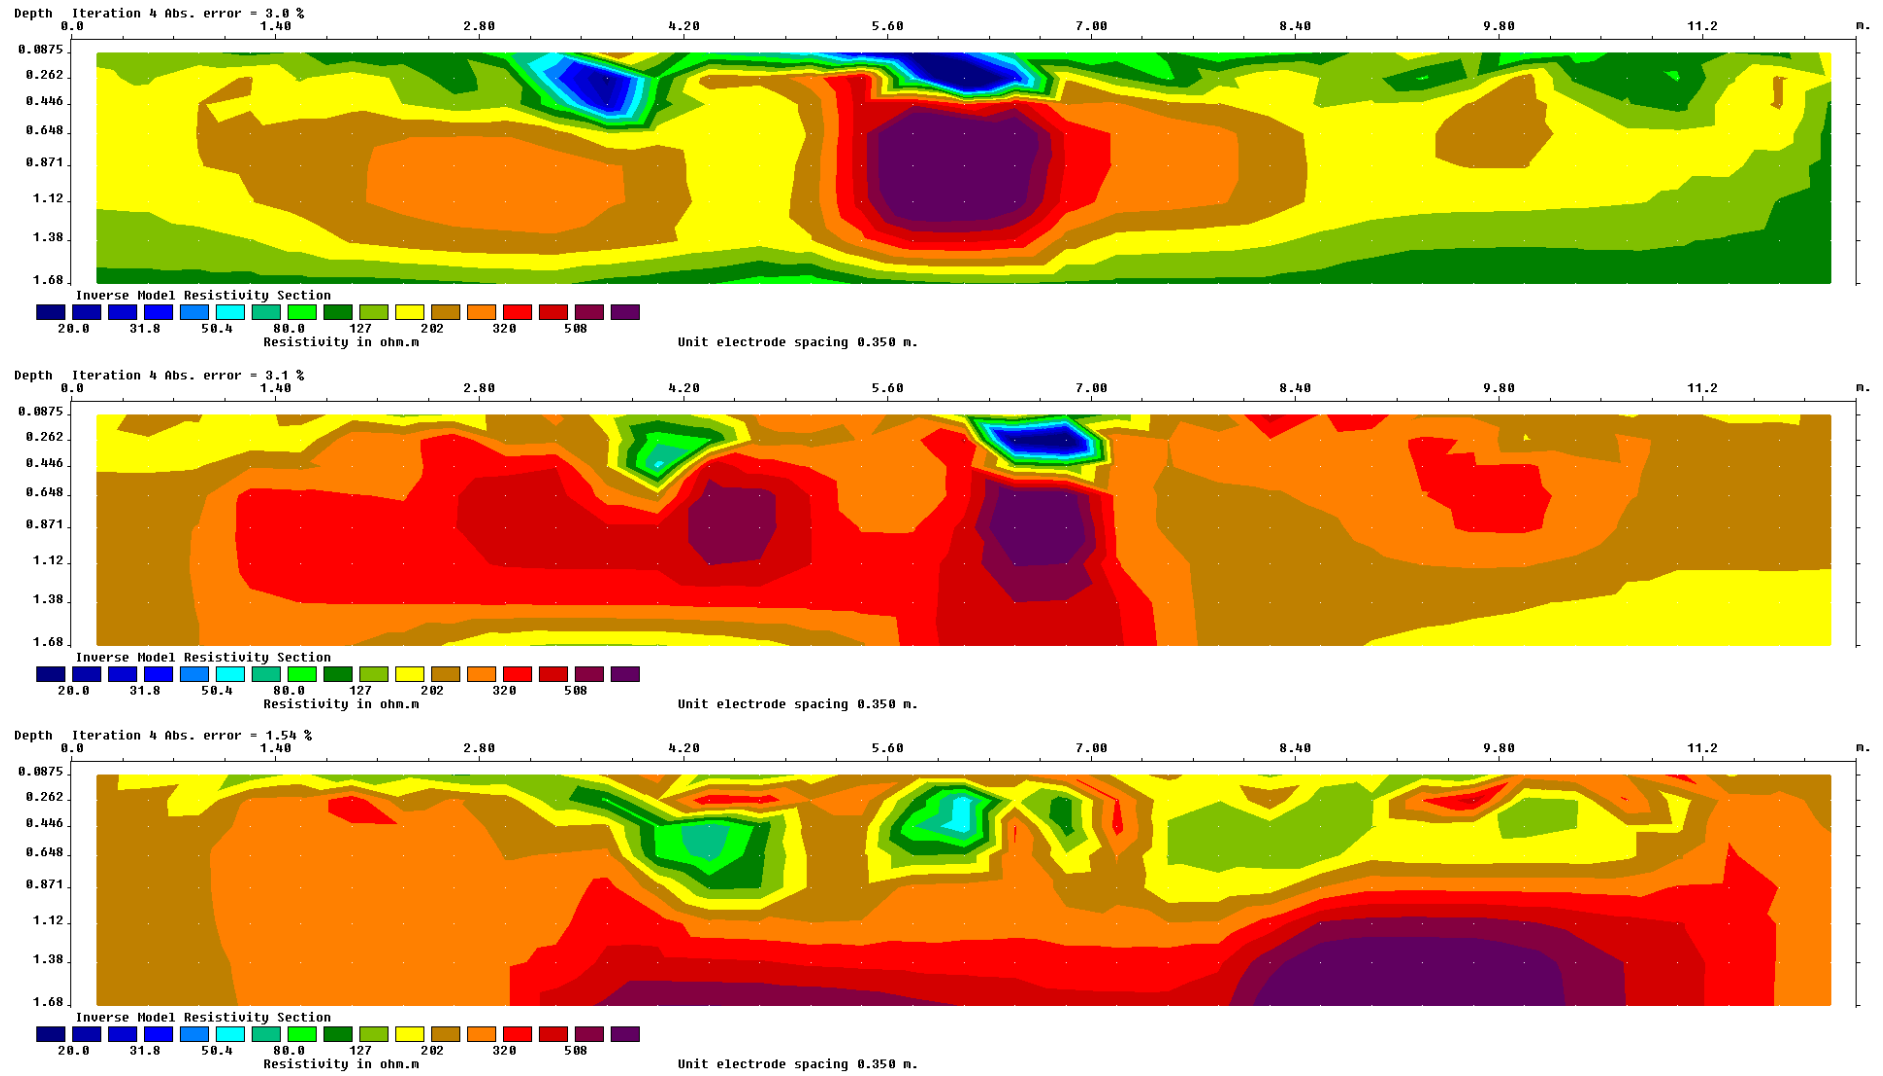 Depth Iteration 4 Abs. error = 3.0 %
0.0 1.40 2.80 4.20 5.60 7.00 8.40 9.80 11.2 m.
0.0875
0.262
0.446
0.648
0.871
1.12
1.38
1.68
Inverse Model Resistivity Section
20.0 31.8 50.4 80.0 127 202 320 508
Resistivity in ohm.m Unit electrode spacing 0.350 m.
Depth Iteration 4 Abs. error = 3.1 %
0.0 1.40 2.80 4.20 5.60 7.00 8.40 9.80 11.2 m.
0.0875
0.262
0.446
0.648
0.871
1.12
1.38
1.68
Inverse Model Resistivity Section
20.0 31.8 50.4 80.0 127 202 320 508
Resistivity in ohm.m Unit electrode spacing 0.350 m.
Depth Iteration 4 Abs. error = 1.54 %
0.0 1.40 2.80 4.20 5.60 7.00 8.40 9.80 11.2 m.
0.0875
0.262
0.446
0.648
0.871
1.12
1.38
1.68
Inverse Model Resistivity Section
20.0 31.8 50.4 80.0 127 202 320 508
Resistivity in ohm.m Unit electrode spacing 0.350 m.